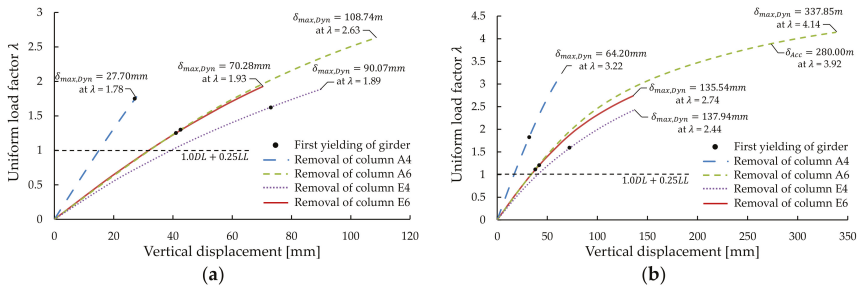 3
2.5
2
1.5
1
0.5
0
0
20
40
60
80
100
120
Uniform load factor λ
Vertical displacement [mm]
δmax,Dyn = 27.70mm
at λ = 1.78
δmax,Dyn = 70.28mm
at λ = 1.93
δmax,Dyn = 108.74m
at λ = 2.63
δmax,Dyn = 90.07mm
at λ = 1.89
1.0DL + 0.25LL
First yielding of girder
Removal of column A4
Removal of column A6
Removal of column E4
Removal of column E6
(a)
4.5
4
3.5
3
2.5
2
1.5
1
0.5
0
0
50
100
150
200
250
300
350
Uniform load factor λ
Vertical displacement [mm]
δmax,Dyn = 64.20mm
at λ = 3.22
δmax,Dyn = 337.85m
at λ = 4.14
δAcc = 280.00m
at λ = 3.92
δmax,Dyn = 135.54mm
at λ = 2.74
δmax,Dyn = 137.94mm
at λ = 2.44
1.0DL + 0.25LL
First yielding of girder
Removal of column A4
Removal of column A6
Removal of column E4
Removal of column E6
(b)